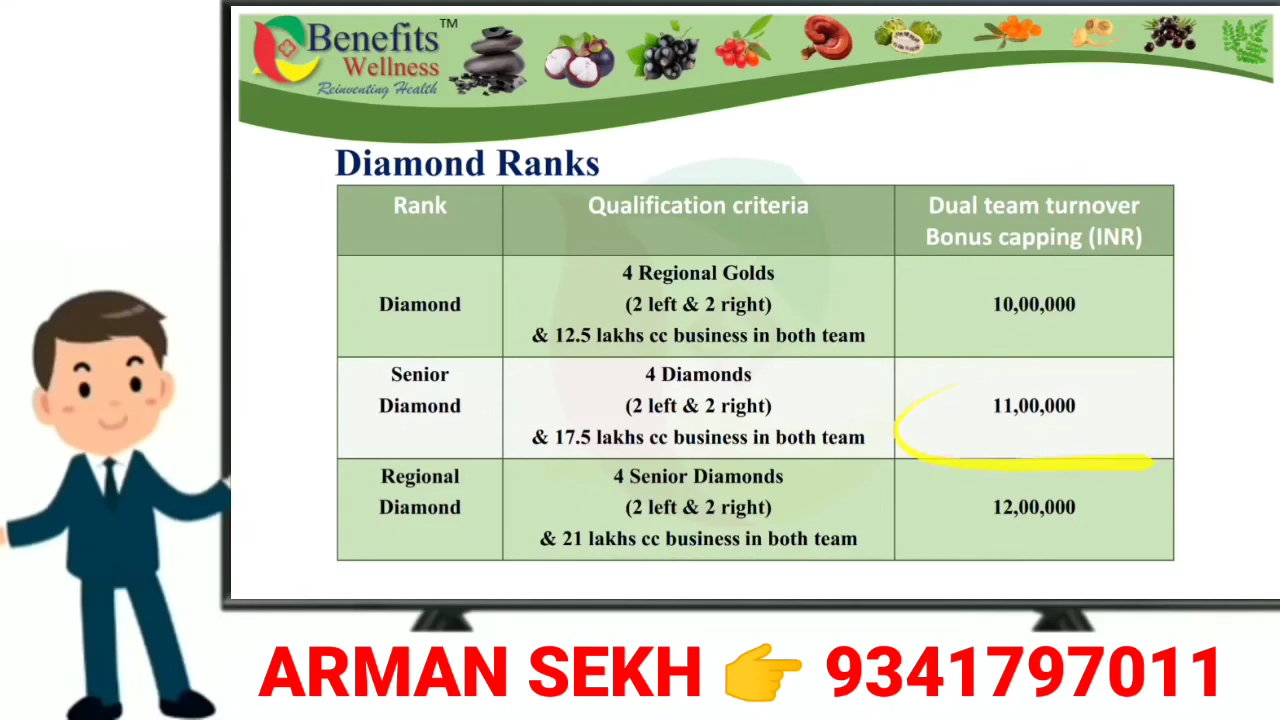 Benefits™
Wellness
Reinventing Health
Diamond Ranks
Rank
Qualification criteria
Dual team turnover
Bonus capping (INR)
Diamond
4 Regional Golds
(2 left & 2 right)
& 12.5 lakhs cc business in both team
10,00,000
Senior
Diamond
4 Diamonds
(2 left & 2 right)
& 17.5 lakhs cc business in both team
11,00,000
Regional
Diamond
4 Senior Diamonds
(2 left & 2 right)
& 21 lakhs cc business in both team
12,00,000
ARMAN SEKH 👉 9341797011